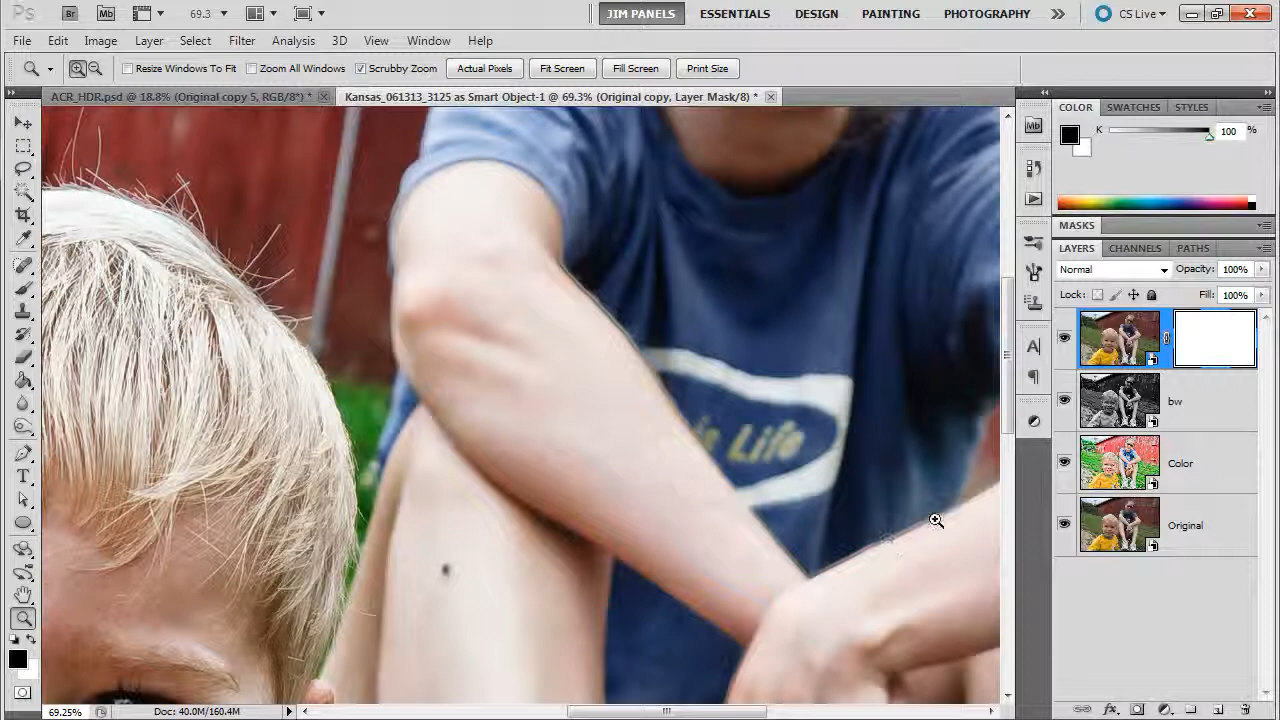 Ps Br Mb 69.3 JIM PANELS ESSENTIALS DESIGN PAINTING PHOTOGRAPHY CS Live
File Edit Image Layer Select Filter Analysis 3D View Window Help
Resize Windows To Fit Zoom All Windows Scrubby Zoom Actual Pixels Fit Screen Fill Screen Print Size
ACR_HDR.psd @ 18.8% (Original copy 5, RGB/8*) * Kansas_061313_3125 as Smart Object-1 @ 69.3% (Original copy, Layer Mask/8) *
COLOR SWATCHES STYLES
Mb
K 100 %
MASKS
LAYERS CHANNELS PATHS
Normal Opacity: 100%
Lock: Fill: 100%
bw
Color
Original
Life
69.25% Doc: 40.0M/160.4M